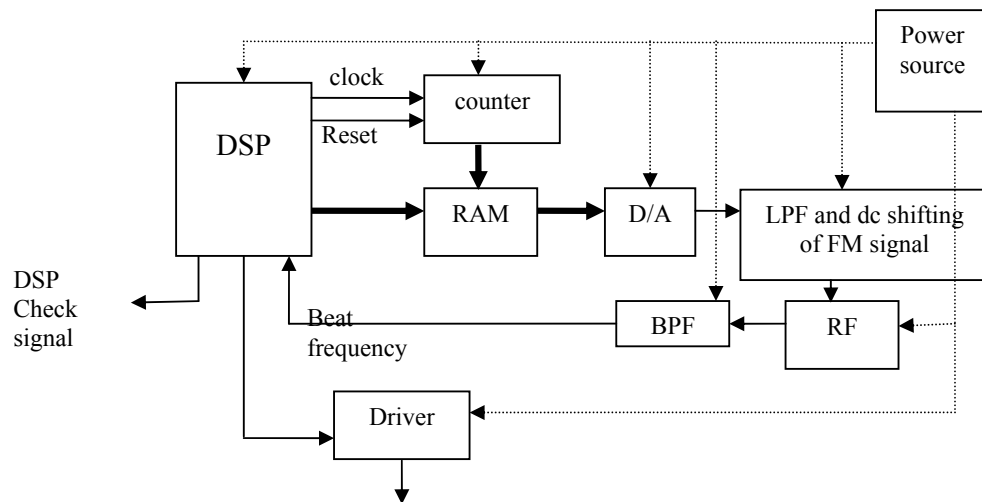 Power
source
clock
counter
DSP
Reset
RAM
D/A
LPF and dc shifting
of FM signal
DSP
Check
signal
Beat
frequency
BPF
RF
Driver